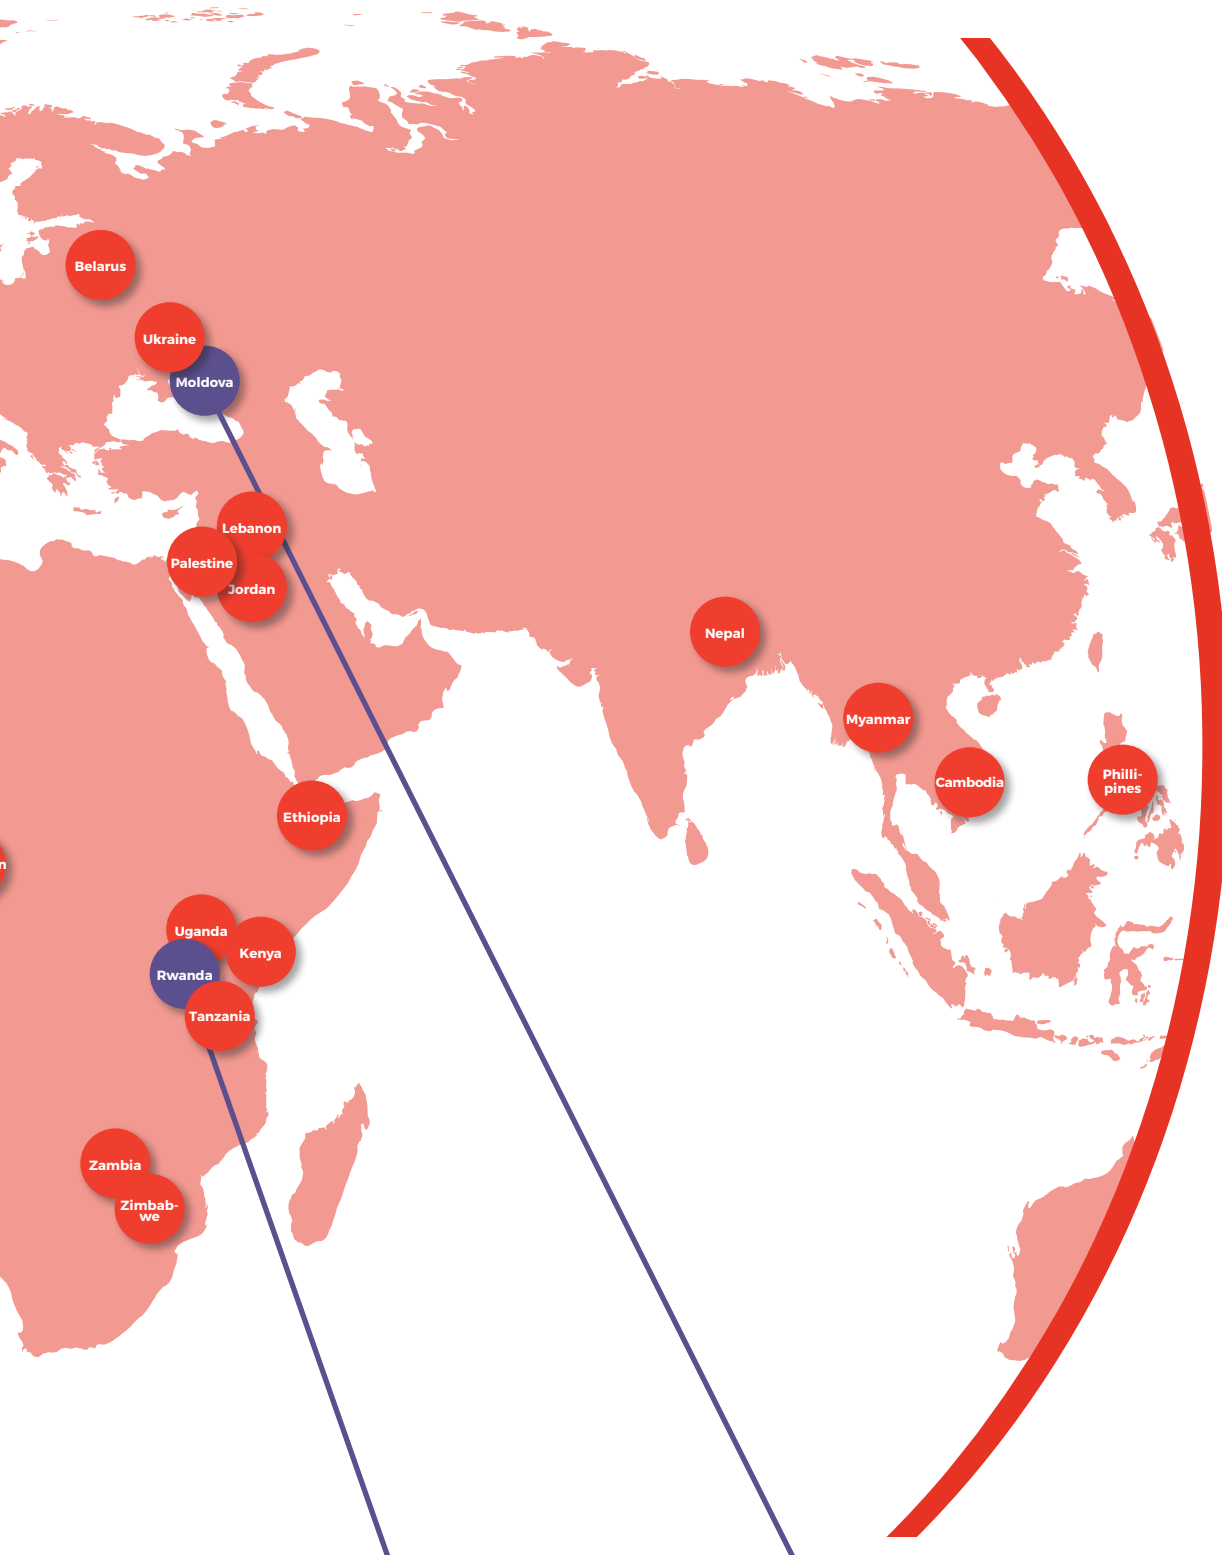 Belarus
Ukraine
Moldova
Lebanon
Palestine
Jordan
Nepal
Myanmar
Cambodia
Philli-
pines
Ethiopia
n
Uganda
Kenya
Rwanda
Tanzania
Zambia
Zimbab-
we